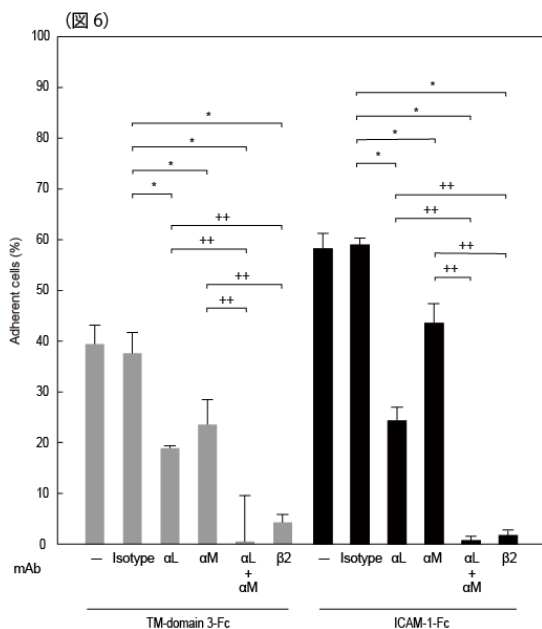 (図 6)
100
90
80
70
60
50
40
30
20
10
0
Adherent cells (%)
* * * *
++ ++ ++ ++
* * * *
++ ++ ++ ++
mAb
— Isotype αL αM αL + αM β2
— Isotype αL αM αL + αM β2
TM-domain 3-Fc
ICAM-1-Fc